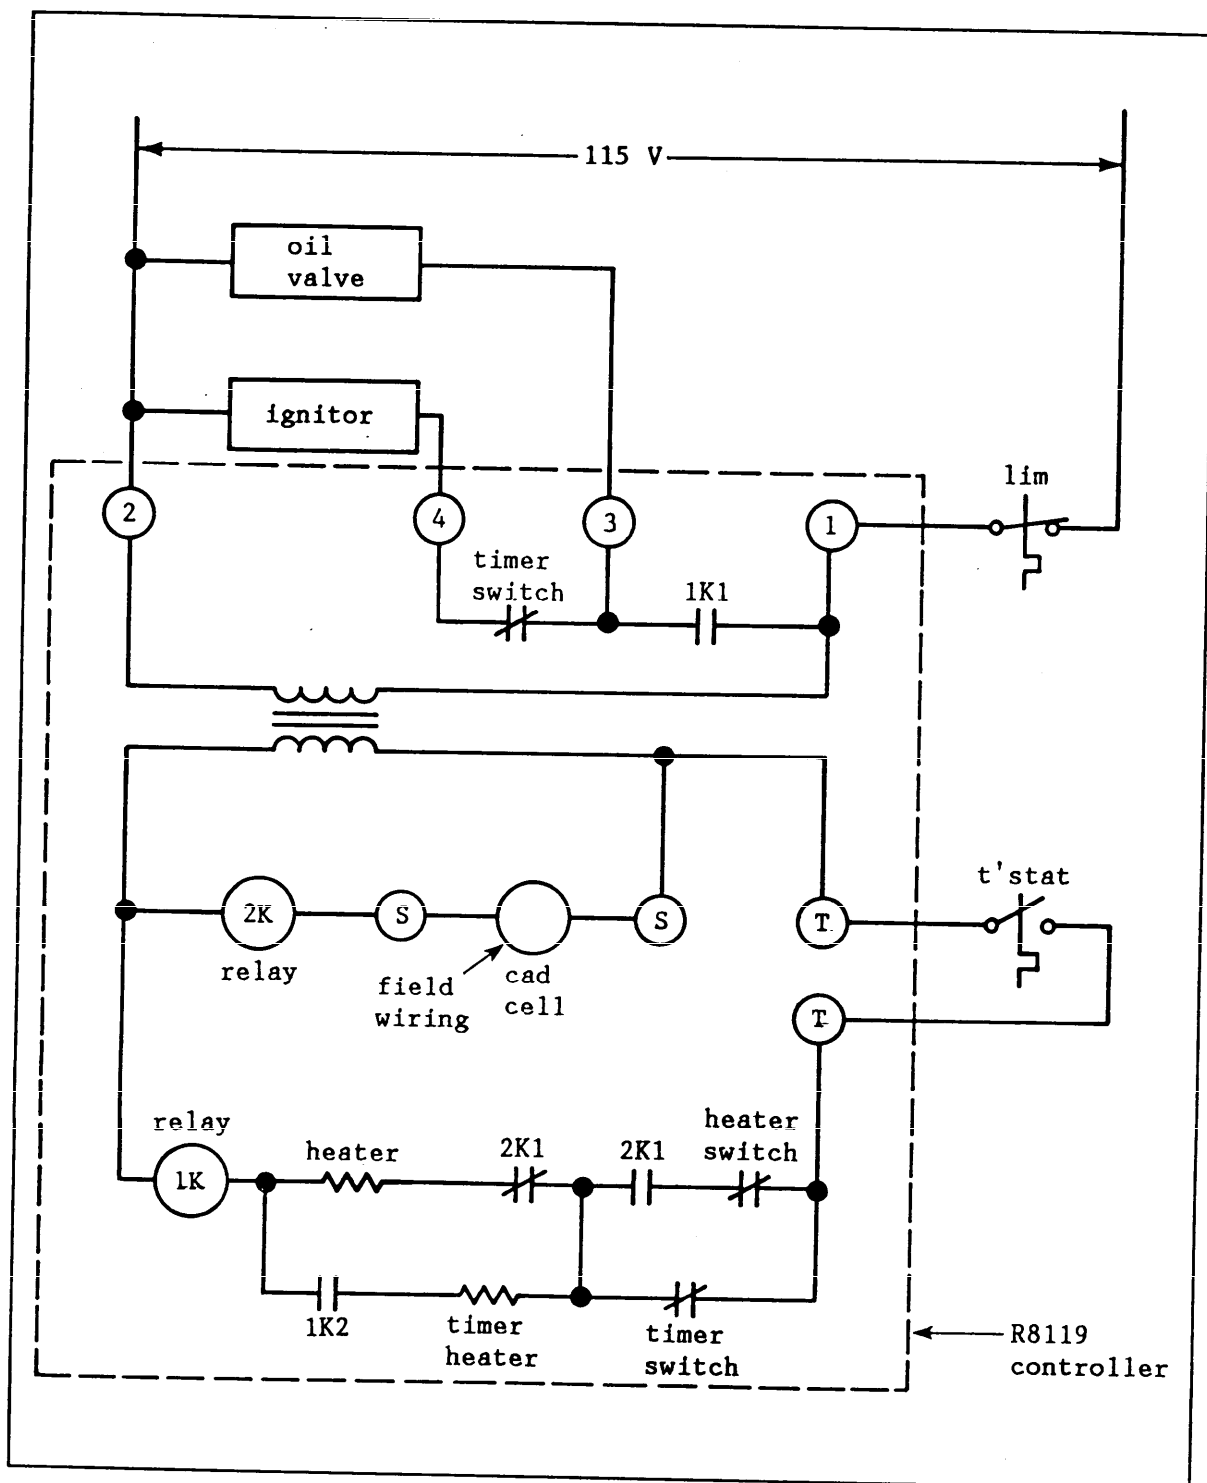 115 V
oil
valve
ignitor
lim
2
4
3
1
timer
switch
1K1
t'stat
2K
S
S
T
relay
field
wiring
cad
cell
T
relay
heater
2K1
2K1
heater
switch
1K
1K2
timer
heater
timer
switch
R8119
controller